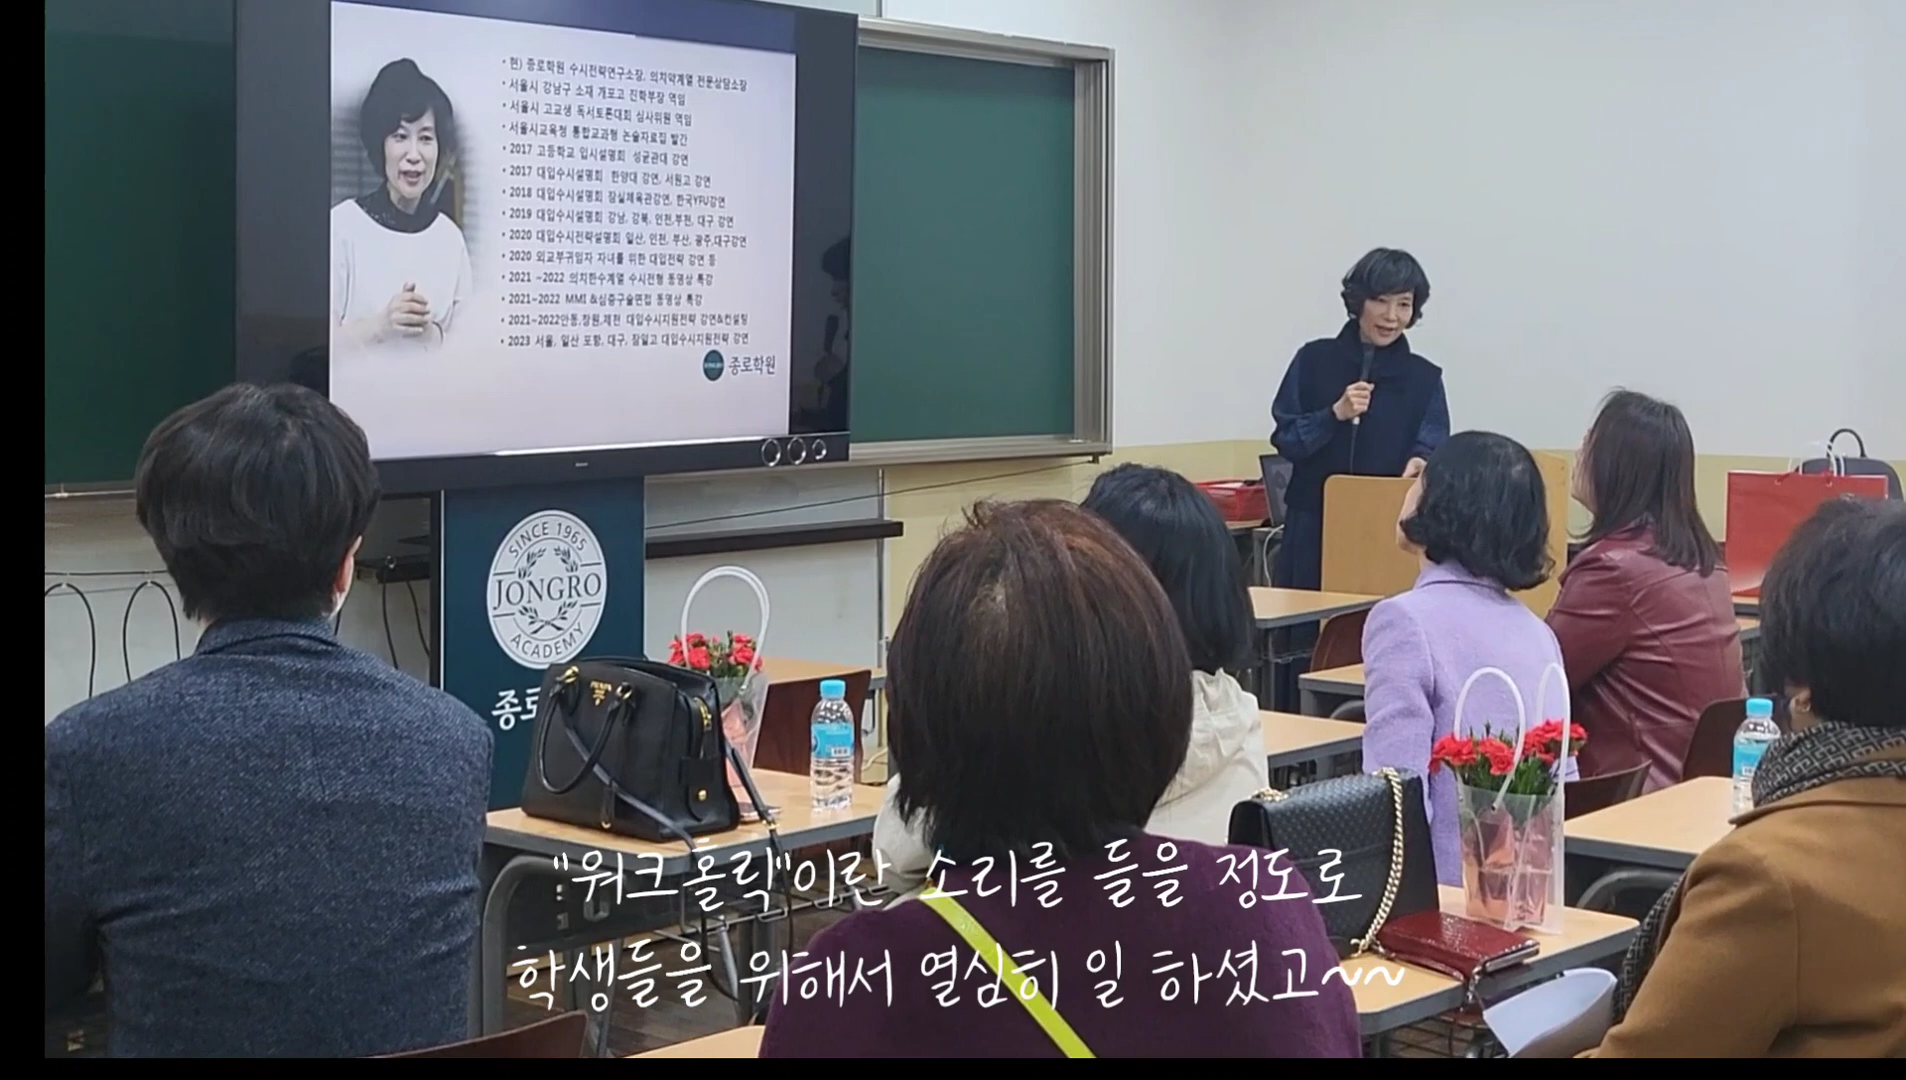 • 현) 종로학원 수시전략연구소장, 의치약계열 전문상담소장
• 서울시 강남구 소재 개포고 진학부장 역임
• 서울시 고교생 독서토론대회 심사위원 역임
• 서울시교육청 통합교과형 논술자료집 발간
• 2017 고등학교 입시설명회 성균관대 강연
• 2017 대입수시설명회 한양대 강연, 서원고 강연
• 2018 대입수시설명회 잠실체육관강연, 한국YFU강연
• 2019 대입수시설명회 강남, 강북, 인천,부천, 대구 강연
• 2020 대입수시전략설명회 일산, 인천, 부산, 광주,대구강연
• 2020 외교부귀임자 자녀를 위한 대입전략 강연 등
• 2021 ~2022 의치한수계열 수시전형 동영상 특강
• 2021~2022 MMI &심층구술면접 동영상 특강
• 2021~2022안동,창원,제천 대입수시지원전략 강연&컨설팅
• 2023 서울, 일산 포항, 대구, 잠일고 대입수시지원전략 강연
종로학원
SINCE 1965
JONGRO
ACADEMY
종로
PRADA
"워크홀릭"이란 소리를 들을 정도로
학생들을 위해서 열심히 일 하셨고~~